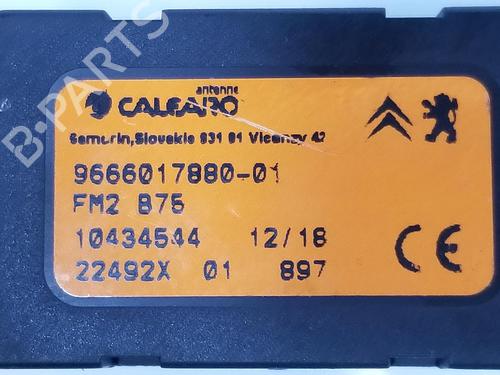 antenne
CALEARO
Samorin,Slovakia 931 01 Vicenzy 42
9666017880-01
FM2 B75
10434544 12/18
22492X 01 897
CE
B-PARTS